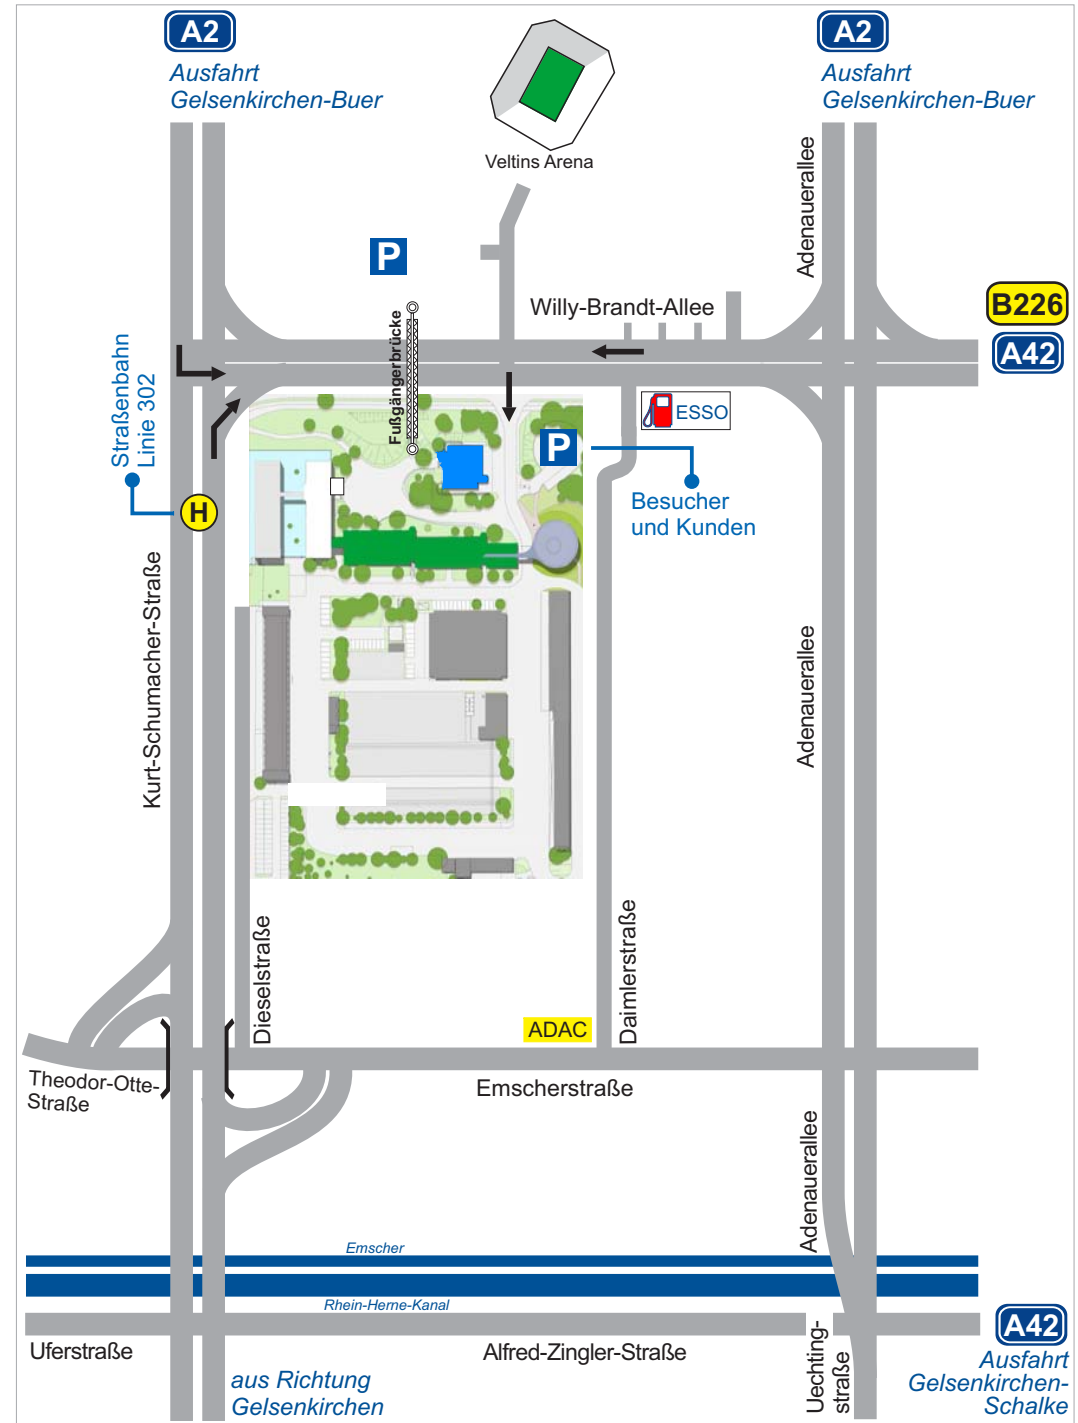 A2
Ausfahrt
Gelsenkirchen-Buer
A2
Ausfahrt
Gelsenkirchen-Buer
Veltins Arena
Adenauerallee
P
Willy-Brandt-Allee
B226
A42
Fußgängerbrücke
Straßenbahn
Linie 302
ESSO
P
Besucher
und Kunden
H
Kurt-Schumacher-Straße
Adenauerallee
Dieselstraße
Daimlerstraße
ADAC
Theodor-Otte-
Straße
Emscherstraße
Adenauerallee
Emscher
Rhein-Herne-Kanal
Uferstraße
Alfred-Zingler-Straße
Uechting-
straße
A42
Ausfahrt
Gelsenkirchen-
Schalke
aus Richtung
Gelsenkirchen